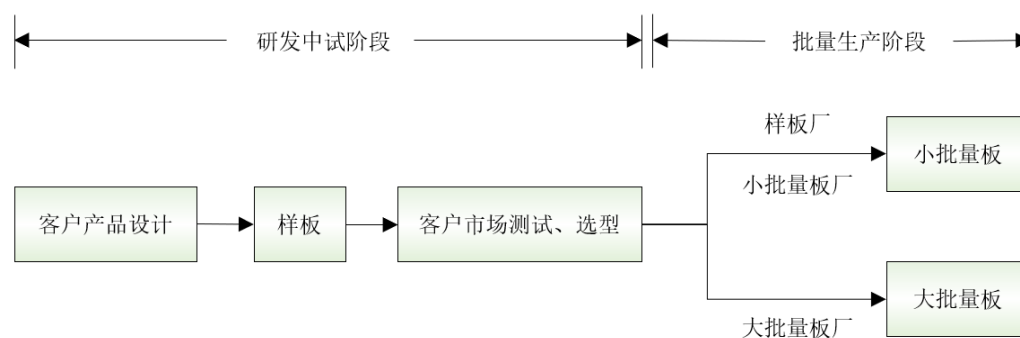 研发中试阶段
批量生产阶段
样板厂
小批量板
小批量板厂
客户产品设计
样板
客户市场测试、选型
大批量板
大批量板厂